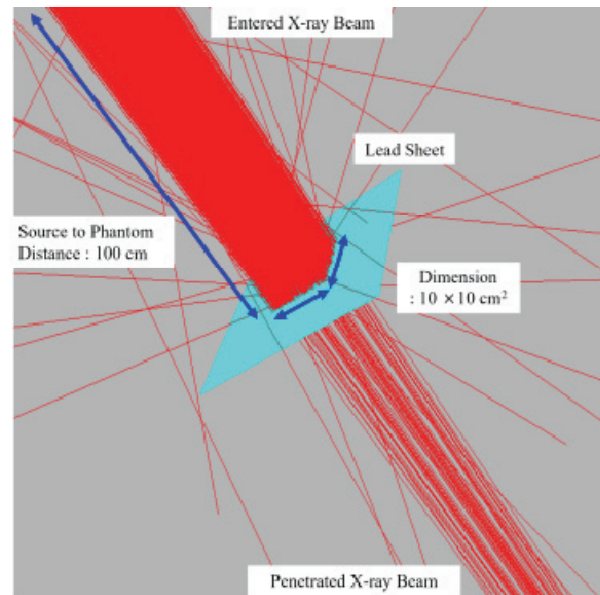 Entered X-ray Beam
Lead Sheet
Source to Phantom
Distance : 100 cm
Dimension
: 10 × 10 cm²
Penetrated X-ray Beam